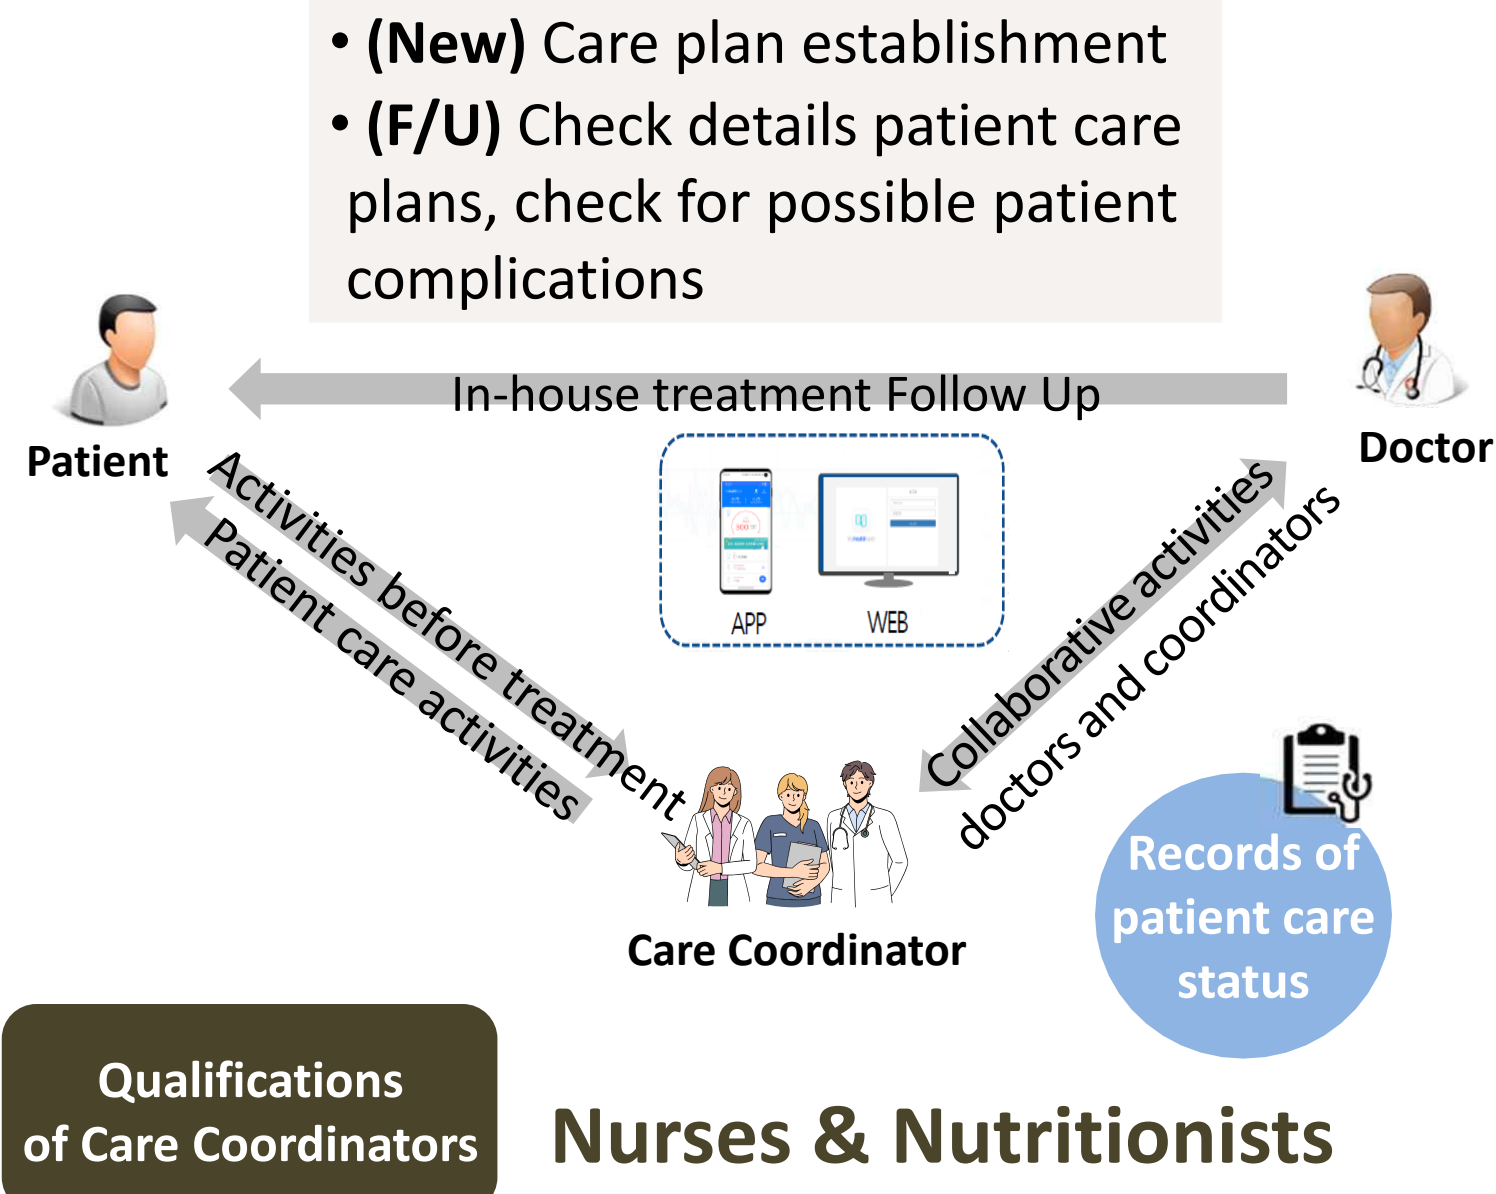 • (New) Care plan establishment
• (F/U) Check details patient care
plans, check for possible patient
complications
In-house treatment Follow Up
Patient
Doctor
Activities before treatment
Patient care activities
APP
WEB
Collaborative activities
doctors and coordinators
Care Coordinator
Records of
patient care
status
Qualifications
of Care Coordinators
Nurses & Nutritionists